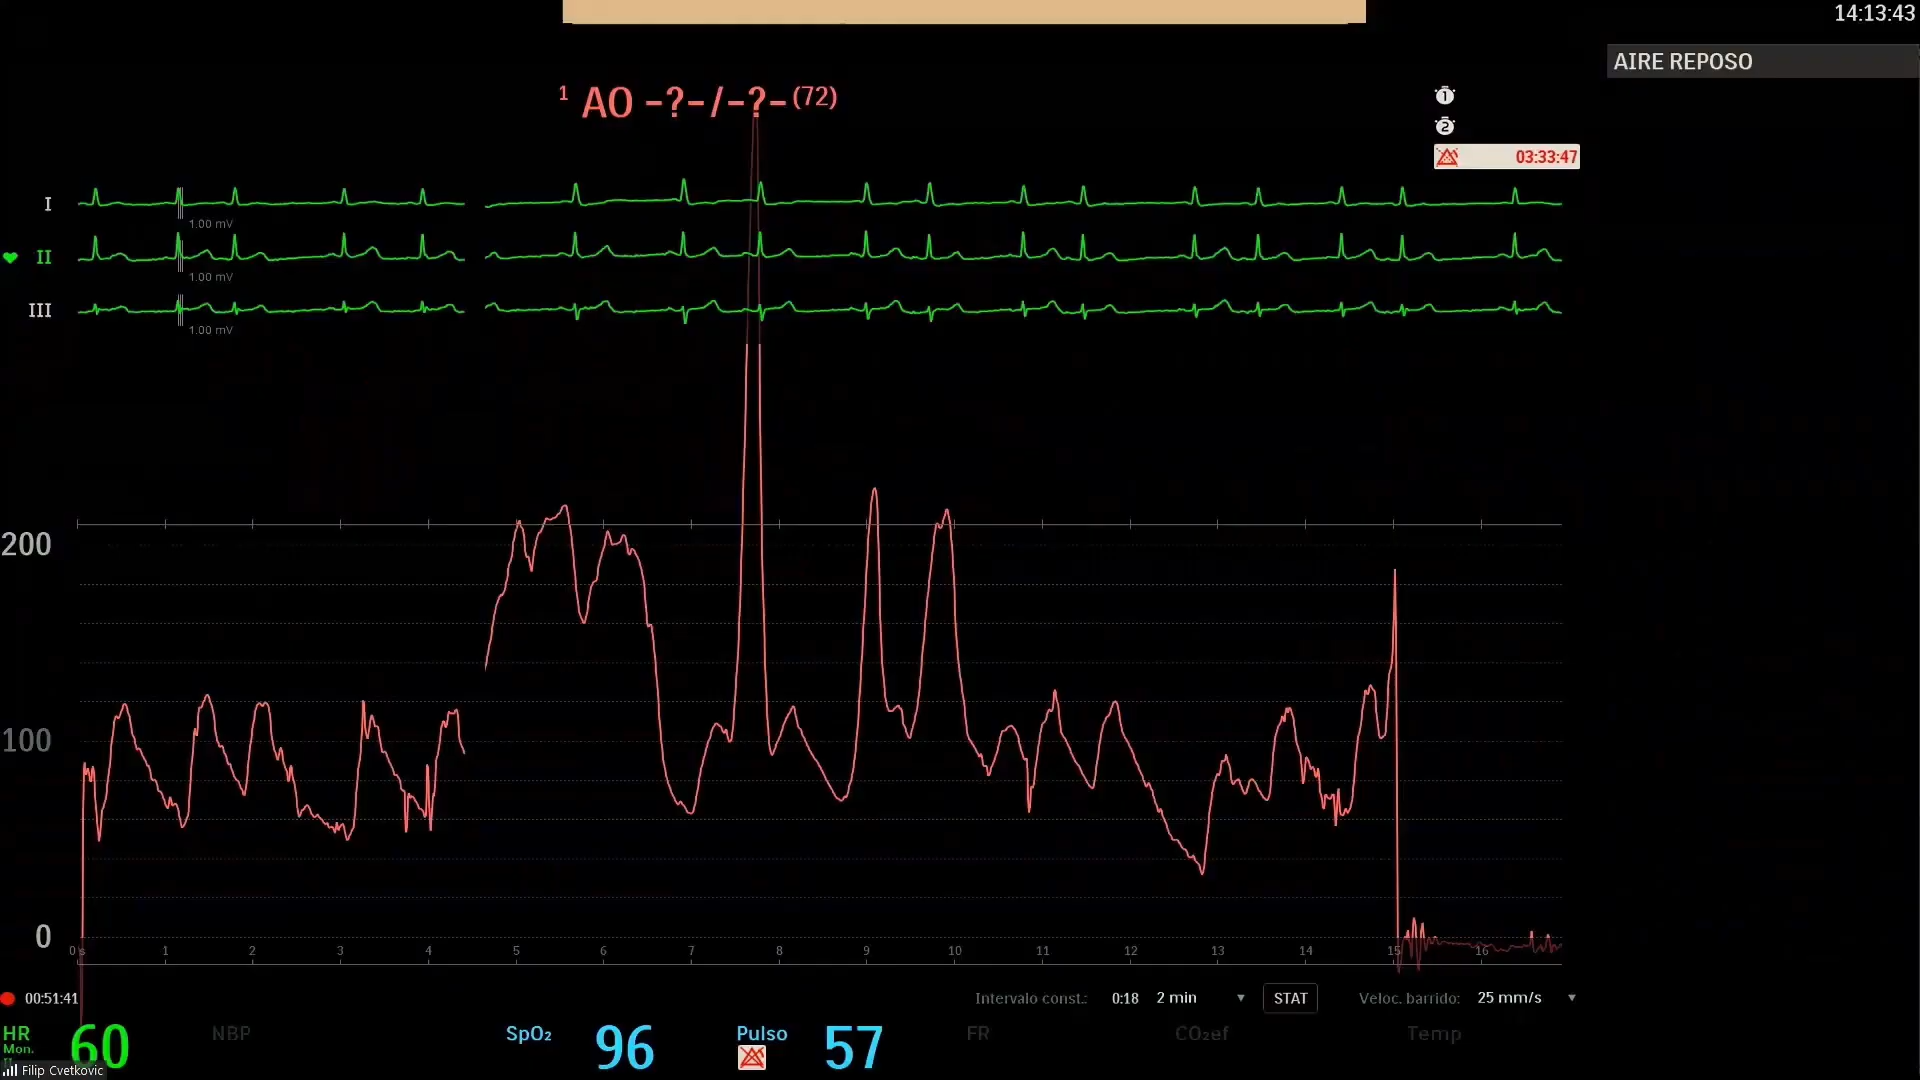 14:13:43
AIRE REPOSO
1 AO -?-/-?-(72)
1
2
03:33:47
I
1.00 mV
II
1.00 mV
III
1.00 mV
200
100
0
0 s 1 2 3 4 5 6 7 8 9 10 11 12 13 14 15 16
00:51:41
Intervalo const.: 0:18 2 min ▼ STAT Veloc. barrido: 25 mm/s ▼
HR 60 NBP SpO₂ 96 Pulso 57 FR CO₂ef Temp
Mon.
II
Filip Cvetkovic